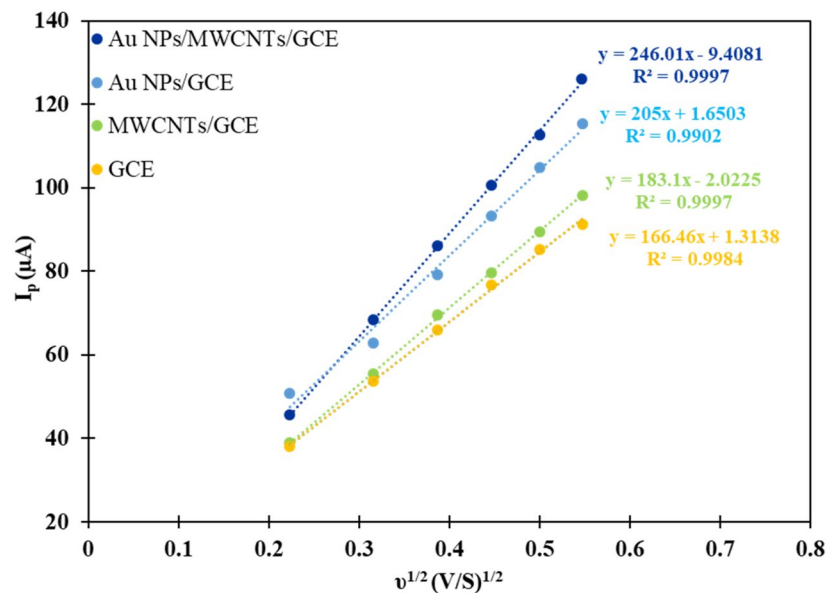 140
120
100
80
60
40
20
0
0.1
0.2
0.3
0.4
0.5
0.6
0.7
0.8
Iₚ (µA)
υ¹/² (V/S)¹/²
Au NPs/MWCNTs/GCE
Au NPs/GCE
MWCNTs/GCE
GCE
y = 246.01x - 9.4081
R² = 0.9997
y = 205x + 1.6503
R² = 0.9902
y = 183.1x - 2.0225
R² = 0.9997
y = 166.46x + 1.3138
R² = 0.9984